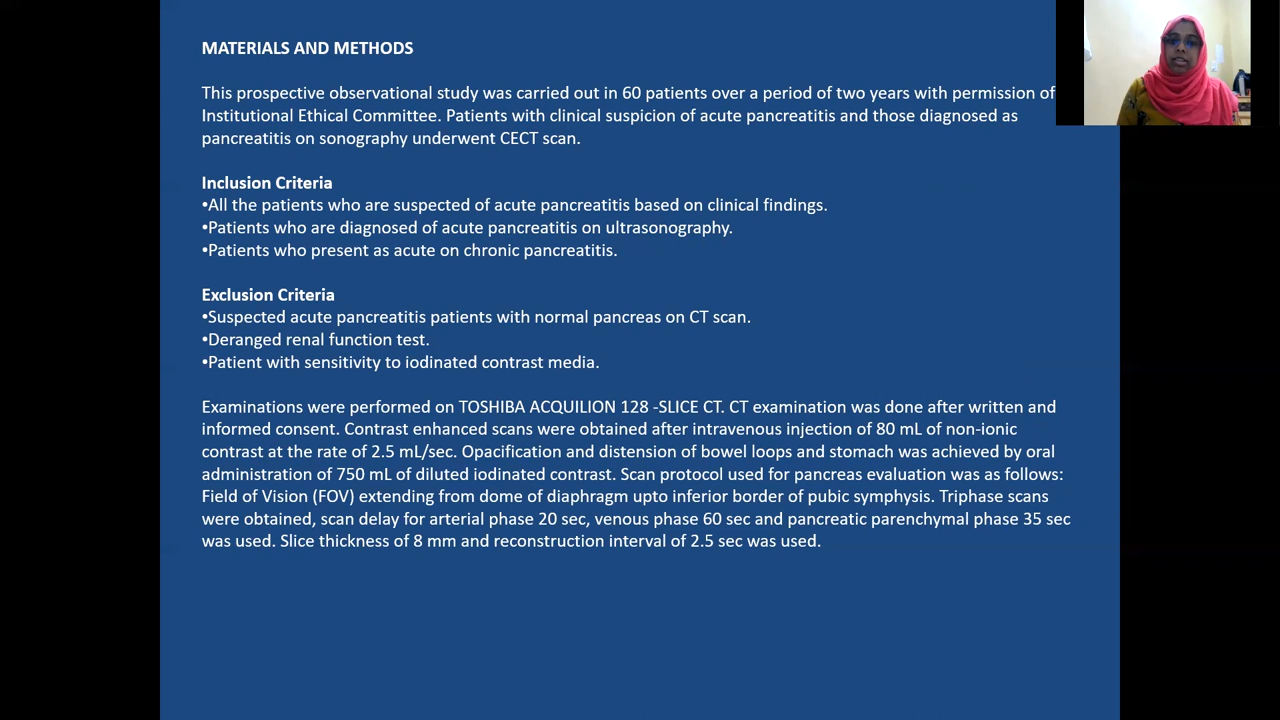 MATERIALS AND METHODS
This prospective observational study was carried out in 60 patients over a period of two years with permission of
Institutional Ethical Committee. Patients with clinical suspicion of acute pancreatitis and those diagnosed as
pancreatitis on sonography underwent CECT scan.
Inclusion Criteria
•All the patients who are suspected of acute pancreatitis based on clinical findings.
•Patients who are diagnosed of acute pancreatitis on ultrasonography.
•Patients who present as acute on chronic pancreatitis.
Exclusion Criteria
•Suspected acute pancreatitis patients with normal pancreas on CT scan.
•Deranged renal function test.
•Patient with sensitivity to iodinated contrast media.
Examinations were performed on TOSHIBA ACQUILION 128 -SLICE CT. CT examination was done after written and
informed consent. Contrast enhanced scans were obtained after intravenous injection of 80 mL of non-ionic
contrast at the rate of 2.5 mL/sec. Opacification and distension of bowel loops and stomach was achieved by oral
administration of 750 mL of diluted iodinated contrast. Scan protocol used for pancreas evaluation was as follows:
Field of Vision (FOV) extending from dome of diaphragm upto inferior border of pubic symphysis. Triphase scans
were obtained, scan delay for arterial phase 20 sec, venous phase 60 sec and pancreatic parenchymal phase 35 sec
was used. Slice thickness of 8 mm and reconstruction interval of 2.5 sec was used.